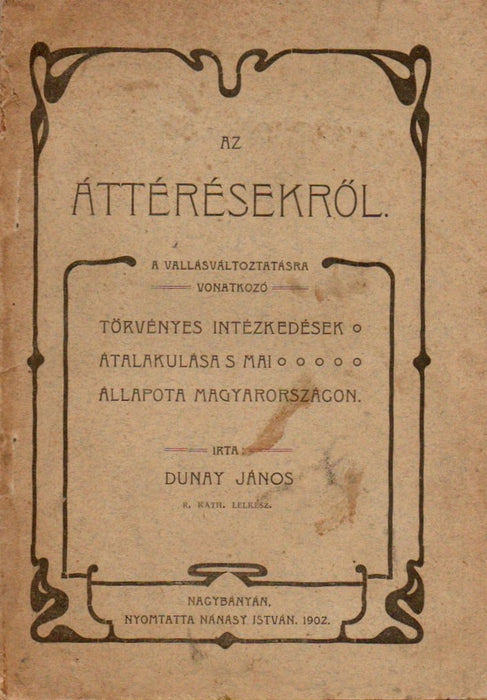 AZ
ÁTTÉRÉSEKRŐL.
A VALLÁSVÁLTOZTATÁSRA
VONATKOZÓ
TÖRVÉNYES INTÉZKEDÉSEK
ÁTALAKULÁSA S MAI
ÁLLAPOTA MAGYARORSZÁGON.
IRTA:
DUNAY JÁNOS
R. KATH. LELKÉSZ.
NAGYBÁNYÁN,
NYOMTATTA NÁNÁSY ISTVÁN. 1902.